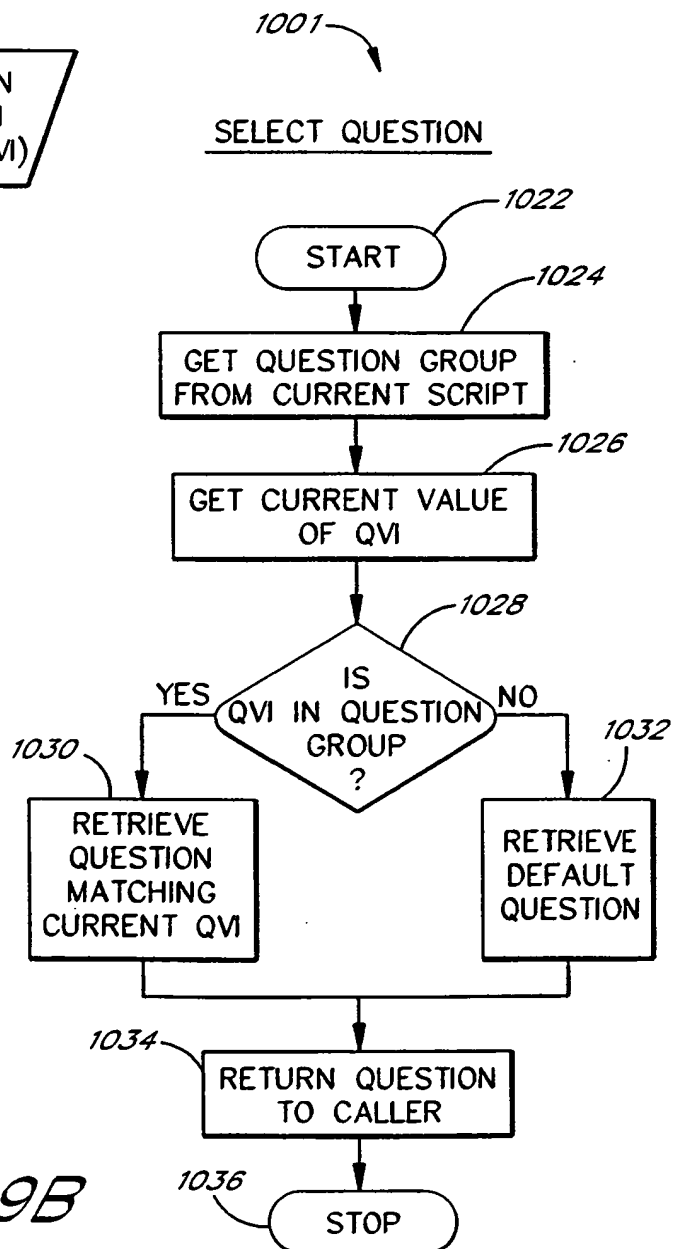 1001
N
VI)
SELECT QUESTION
1022
START
1024
GET QUESTION GROUP
FROM CURRENT SCRIPT
1026
GET CURRENT VALUE
OF QVI
1028
IS
QVI IN QUESTION
GROUP
?
YES
NO
1030
RETRIEVE
QUESTION
MATCHING
CURRENT QVI
1032
RETRIEVE
DEFAULT
QUESTION
1034
RETURN QUESTION
TO CALLER
1036
STOP
9B